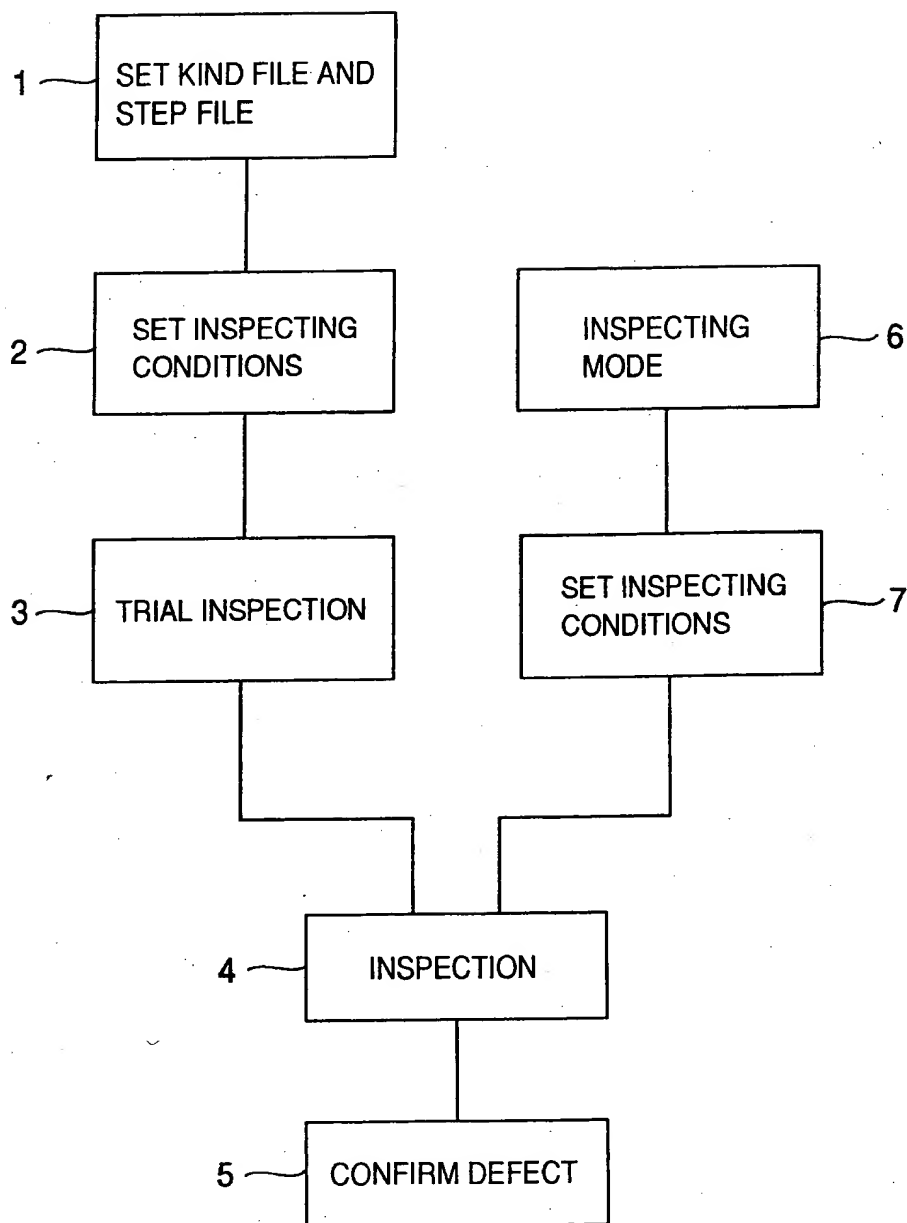 1
SET KIND FILE AND
STEP FILE
2
SET INSPECTING
CONDITIONS
INSPECTING
MODE
6
3
TRIAL INSPECTION
SET INSPECTING
CONDITIONS
7
4
INSPECTION
5
CONFIRM DEFECT